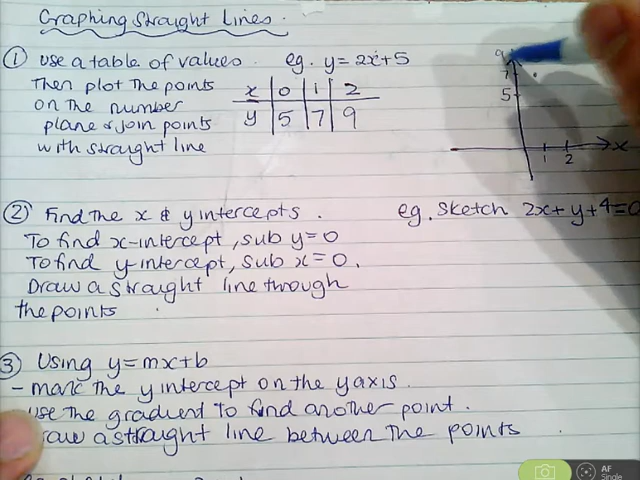 Graphing Straight Lines.
① Use a table of values. eg. y = 2x + 5
Then plot the points
on the number
plane & join points
with straight line
x 0 1 2
y 5 7 9
9
7
5
1 2 x
② Find the x & y intercepts. eg. Sketch 2x + y + 4 = 0
To find x-intercept, sub y = 0
To find y-intercept, sub x = 0.
Draw a straight line through
the points
③ Using y = mx + b
- mark the y intercept on the y axis.
use the gradient to find another point.
raw a straight line between the points
AF
Single